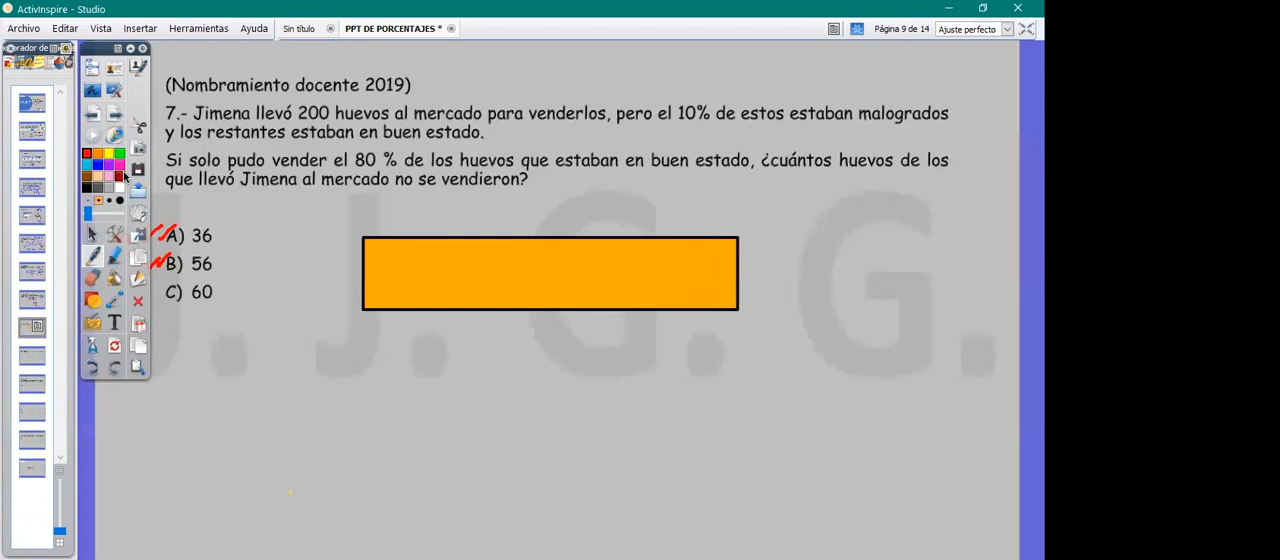 ActivInspire - Studio
Archivo Editar Vista Insertar Herramientas Ayuda Sin título PPT DE PORCENTAJES * Página 9 de 14 Ajuste perfecto
(Nombramiento docente 2019)
7.- Jimena llevó 200 huevos al mercado para venderlos, pero el 10% de estos estaban malogrados
y los restantes estaban en buen estado.
Si solo pudo vender el 80 % de los huevos que estaban en buen estado, ¿cuántos huevos de los
que llevó Jimena al mercado no se vendieron?
A) 36
B) 56
C) 60
J. J. G. G.